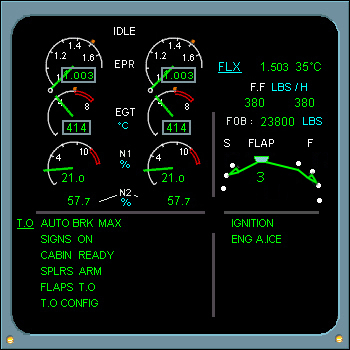 IDLE
1.4 1.4
1.2 1.6 EPR 1.2 1.6
1.003 1.003
FLX 1.503 35°C
F.F LBS / H
380 380
4 8 EGT 4 8
414 °C 414
FOB : 23800 LBS
S FLAP F
3
4 10 N1 4 10
21.0 % 21.0
N2
57.7 % 57.7
T.O AUTO BRK MAX
SIGNS ON
CABIN READY
SPLRS ARM
FLAPS T.O
T.O CONFIG
IGNITION
ENG A.ICE